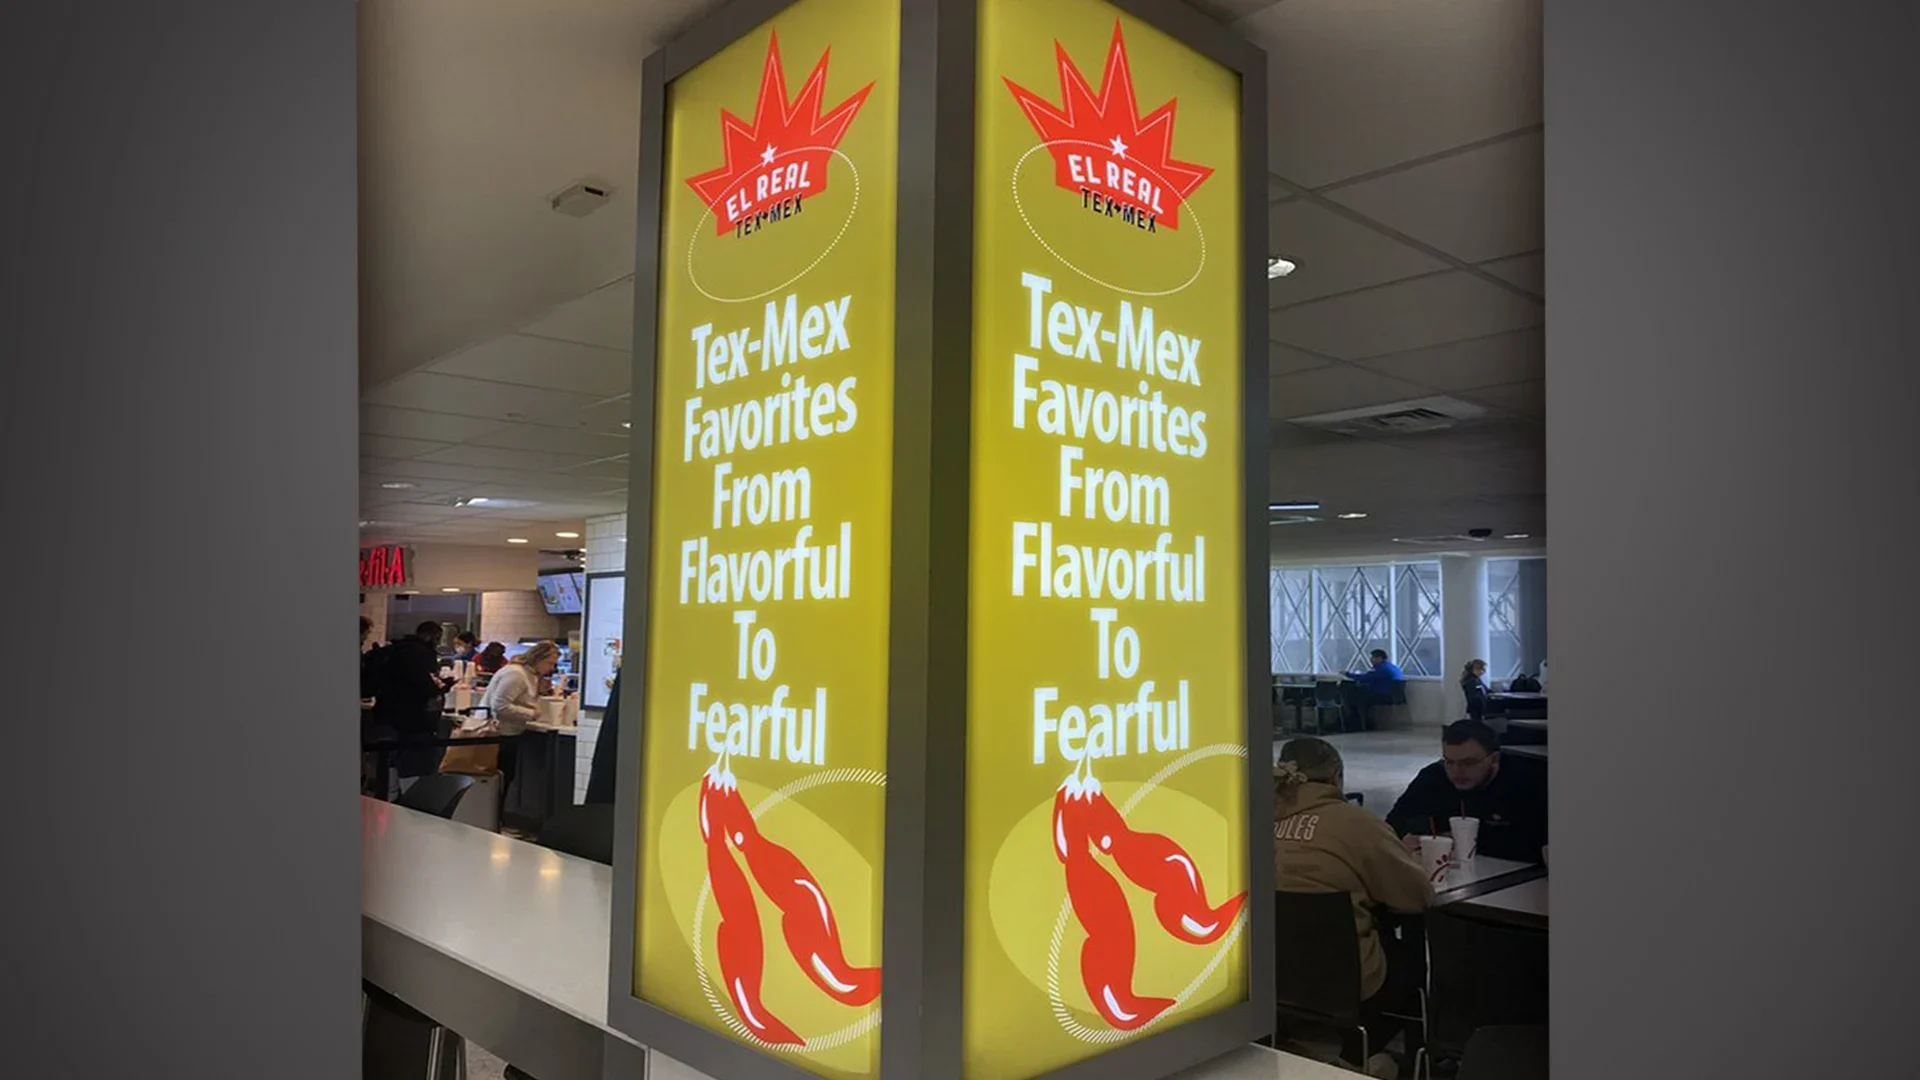 EL REAL
TEX-MEX
Tex-Mex
Favorites
From
Flavorful
To
Fearful
EL REAL
TEX-MEX
Tex-Mex
Favorites
From
Flavorful
To
Fearful
fil-A